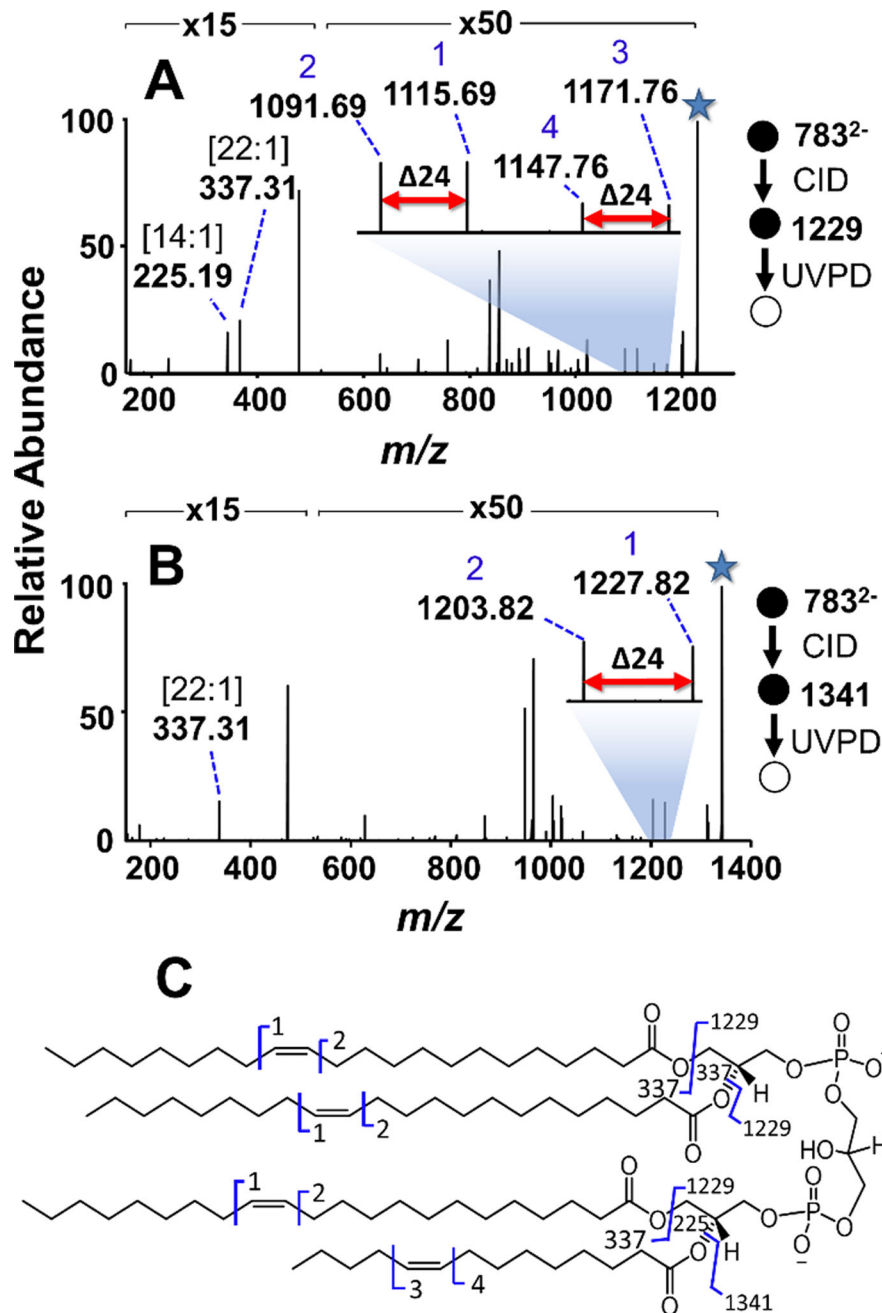 x15 x50
A
2 1 3
1091.69 1115.69 1171.76
4
1147.76
Δ24 Δ24
[22:1]
337.31
[14:1]
225.19
783²⁻
CID
1229
UVPD
100
50
0
200 400 600 800 1000 1200
m/z
Relative Abundance
x15 x50
B
2 1
1203.82 1227.82
Δ24
[22:1]
337.31
783²⁻
CID
1341
UVPD
100
50
0
200 400 600 800 1000 1200 1400
m/z
C
1 2 O O 1229 O P O O⁻
337 337 H
1 2 O O 1229
HO H
1 2 O O 1229 O P O O⁻
337 225 H
3 4 O O 1341